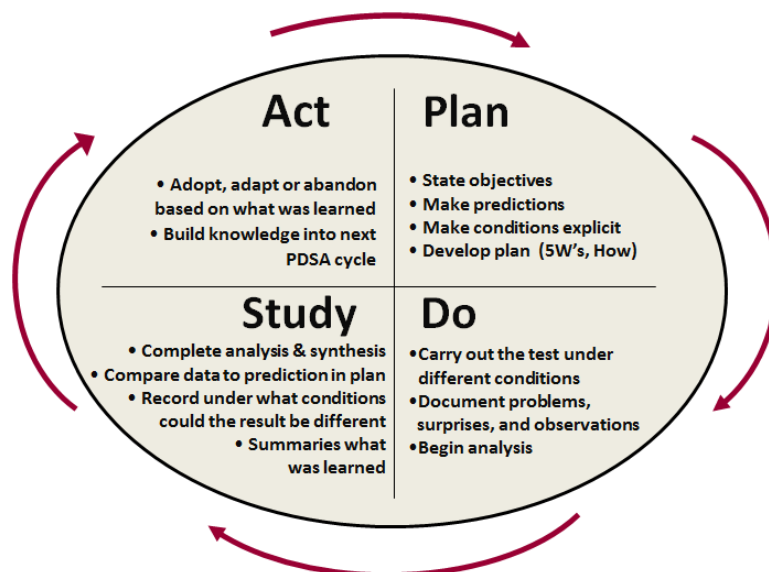 Act
• Adopt, adapt or abandon
based on what was learned
• Build knowledge into next
PDSA cycle
Plan
• State objectives
• Make predictions
• Make conditions explicit
• Develop plan (5W's, How)
Study
• Complete analysis & synthesis
• Compare data to prediction in plan
• Record under what conditions
could the result be different
• Summaries what
was learned
Do
•Carry out the test under
different conditions
•Document problems,
surprises, and observations
•Begin analysis